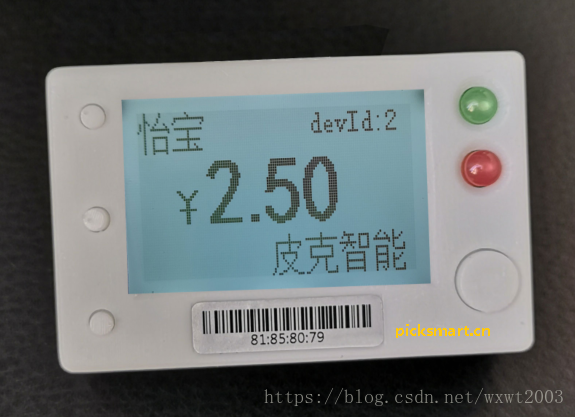 怡宝 devId:2
¥2.50
皮克智能
81:85:80:79
picksmart.cn
https://blog.csdn.net/wxwt2003